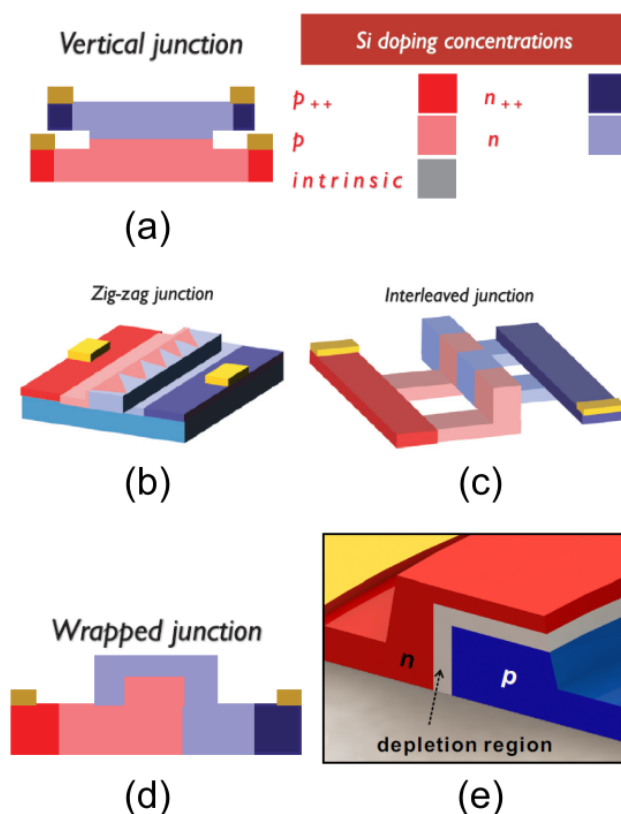 Vertical junction
Si doping concentrations
p++
n++
p
n
intrinsic
(a)
Zig-zag junction
Interleaved junction
(b)
(c)
Wrapped junction
n
p
depletion region
(d)
(e)